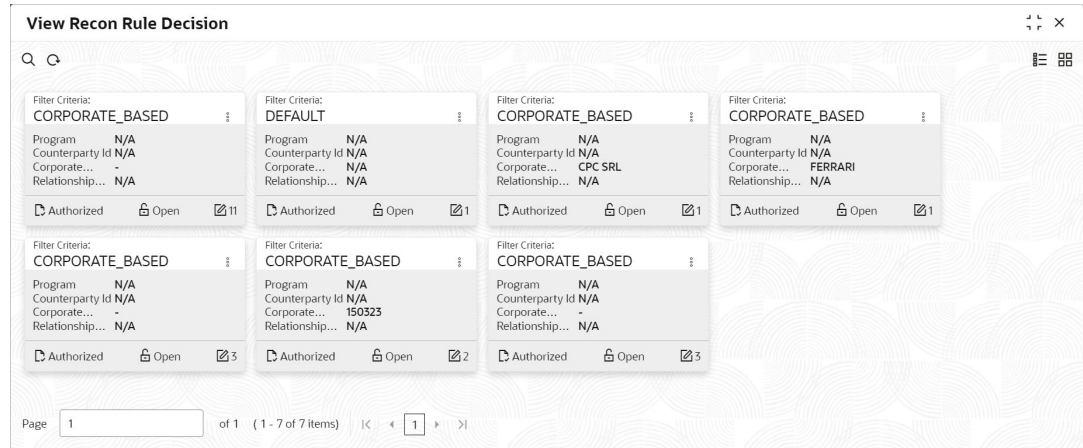 View Recon Rule Decision
Filter Criteria:
CORPORATE_BASED
Program N/A
Counterparty Id N/A
Corporate... -
Relationship... N/A
Authorized Open 11
Filter Criteria:
DEFAULT
Program N/A
Counterparty Id N/A
Corporate... N/A
Relationship... N/A
Authorized Open 1
Filter Criteria:
CORPORATE_BASED
Program N/A
Counterparty Id N/A
Corporate... CPC SRL
Relationship... N/A
Authorized Open 1
Filter Criteria:
CORPORATE_BASED
Program N/A
Counterparty Id N/A
Corporate... FERRARI
Relationship... N/A
Authorized Open 1
Filter Criteria:
CORPORATE_BASED
Program N/A
Counterparty Id N/A
Corporate... -
Relationship... N/A
Authorized Open 3
Filter Criteria:
CORPORATE_BASED
Program N/A
Counterparty Id N/A
Corporate... 150323
Relationship... N/A
Authorized Open 2
Filter Criteria:
CORPORATE_BASED
Program N/A
Counterparty Id N/A
Corporate... -
Relationship... N/A
Authorized Open 3
Page 1 of 1 ( 1 - 7 of 7 items) 1